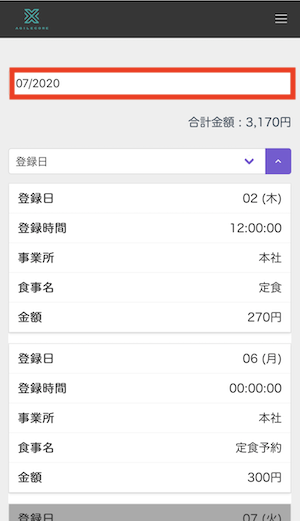 AGILECORE
07/2020
合計金額：3,170円
登録日
登録日 02 (木)
登録時間 12:00:00
事業所 本社
食事名 定食
金額 270円
登録日 06 (月)
登録時間 00:00:00
事業所 本社
食事名 定食予約
金額 300円
登録日 07 (火)